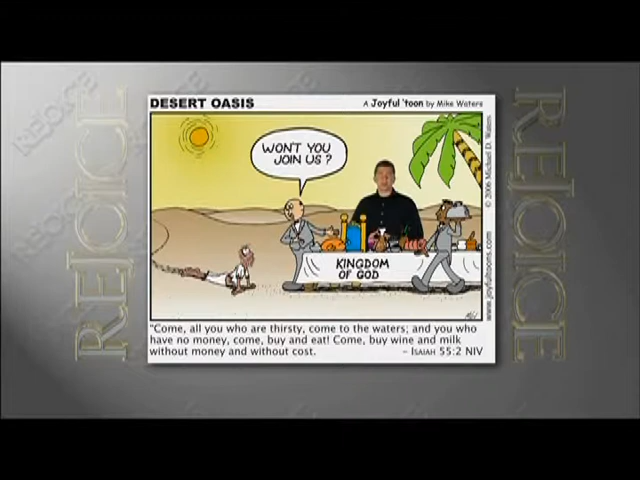 DESERT OASIS
A Joyful 'toon by Mike Waters
WON'T YOU
JOIN US?
KINGDOM
OF GOD
© 2006 Michael D. Waters
www.joyfultoons.com
"Come, all you who are thirsty, come to the waters; and you who
have no money, come, buy and eat! Come, buy wine and milk
without money and without cost.
– ISAIAH 55:2 NIV
REJOICE
REJOICE
REJOICE
REJOICE